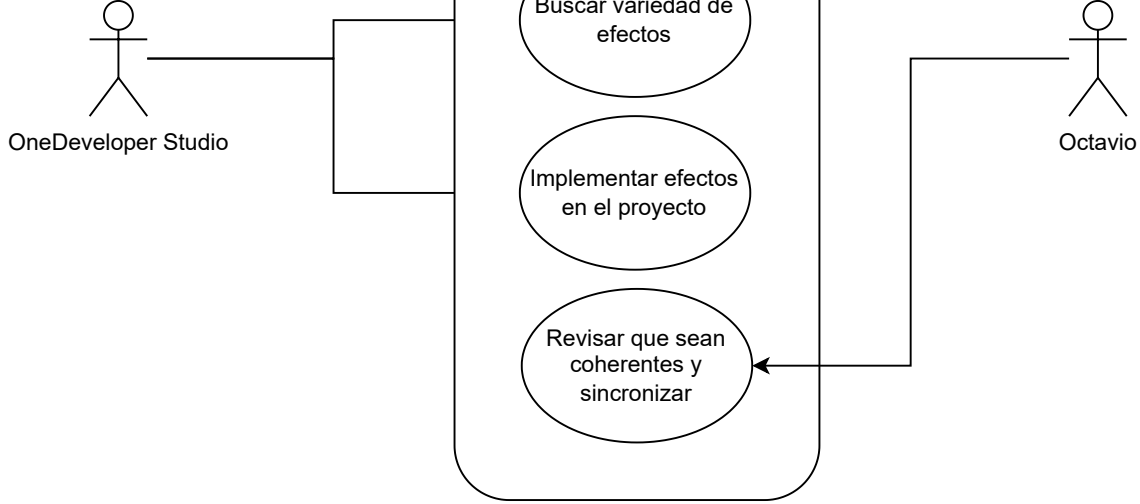 Buscar variedad de
efectos
OneDeveloper Studio
Octavio
Implementar efectos
en el proyecto
Revisar que sean
coherentes y
sincronizar